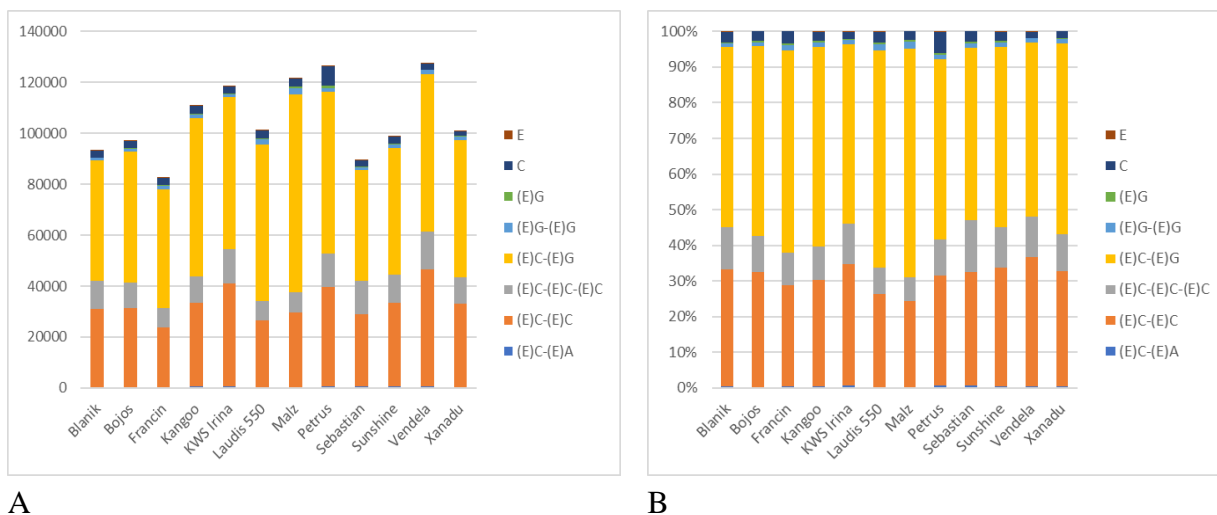 140000
120000
100000
80000
60000
40000
20000
0
Blanik
Bojos
Francin
Kangoo
KWS Irina
Laudis 550
Malz
Petrus
Sebastian
Sunshine
Vendela
Xanadu
E
C
(E)G
(E)G-(E)G
(E)C-(E)G
(E)C-(E)C-(E)C
(E)C-(E)C
(E)C-(E)A
A
100%
90%
80%
70%
60%
50%
40%
30%
20%
10%
0%
Blanik
Bojos
Francin
Kangoo
KWS Irina
Laudis 550
Malz
Petrus
Sebastian
Sunshine
Vendela
Xanadu
E
C
(E)G
(E)G-(E)G
(E)C-(E)G
(E)C-(E)C-(E)C
(E)C-(E)C
(E)C-(E)A
B